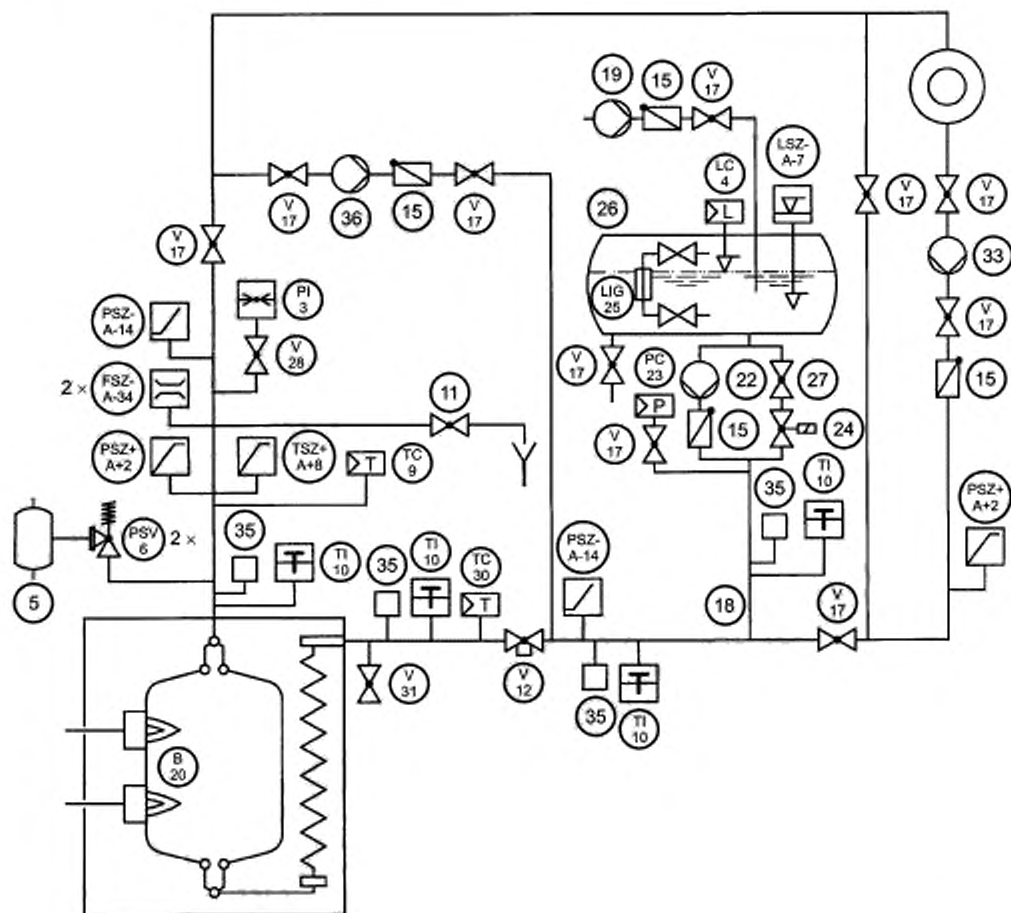 19
15
V
17
LSZ-
A-7
LC
4
26
V
17
36
15
V
17
V
17
V
17
33
V
17
PI
3
LIG
25
L
PSZ-
A-14
V
28
V
17
15
2 ×
FSZ-
A-34
11
V
17
PC
23
22
27
P
15
24
PSZ+
A+2
TSZ+
A+8
T
TC
9
V
17
35
TI
10
PSZ+
A+2
PSV
6
2 ×
35
TI
10
35
TI
10
TC
30
PSZ-
A-14
5
T
18
V
17
V
31
V
12
35
TI
10
B
20